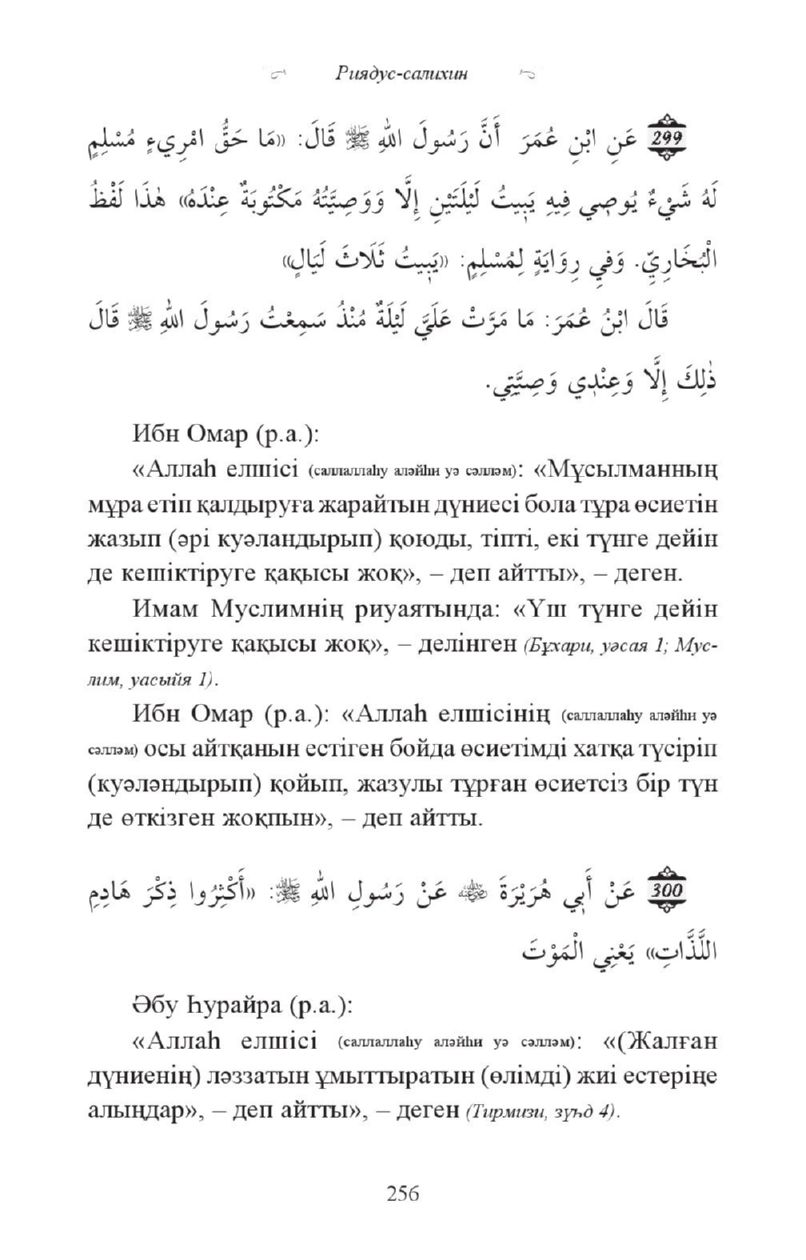 Риядус-салихин
299 عَنِ ابْنِ عُمَرَ أَنَّ رَسُولَ اللهِ ﷺ قَالَ: «مَا حَقُّ امْرِيءٍ مُسْلِمٍ
لَهُ شَيْءٌ يُوصِي فِيهِ يَبِيتُ لَيْلَتَيْنِ إِلَّا وَوَصِيَّتُهُ مَكْتُوبَةٌ عِنْدَهُ» هٰذَا لَفْظُ
الْبُخَارِيِّ. وَفِي رِوَايَةٍ لِمُسْلِمٍ: «يَبِيتُ ثَلَاثَ لَيَالٍ»
قَالَ ابْنُ عُمَرَ: مَا مَرَّتْ عَلَيَّ لَيْلَةٌ مُنْذُ سَمِعْتُ رَسُولَ اللهِ ﷺ قَالَ
ذٰلِكَ إِلَّا وَعِنْدِي وَصِيَّتِي.
Ибн Омар (р.а.):
«Аллаһ елшісі (саллаллаһу аләйһи уә сәлләм): «Мұсылманның
мұра етіп қалдыруға жарайтын дүниесі бола тұра өсиетін
жазып (әрі куәландырып) қоюды, тіпті, екі түнге дейін
де кешіктіруге қақысы жоқ», – деп айтты», – деген.
Имам Муслимнің риуаятында: «Үш түнге дейін
кешіктіруге қақысы жоқ», – делінген (Бұхари, уәсая 1; Мус-
лим, уасыйя 1).
Ибн Омар (р.а.): «Аллаһ елшісінің (саллаллаһу аләйһи уә
сәлләм) осы айтқанын естіген бойда өсиетімді хатқа түсіріп
(куәләндырып) қойып, жазулы тұрған өсиетсіз бір түн
де өткізген жоқпын», – деп айтты.
300 عَنْ أَبِي هُرَيْرَةَ ﷺ عَنْ رَسُولِ اللهِ ﷺ: «أَكْثِرُوا ذِكْرَ هَادِمِ
اللَّذَّاتِ» يَعْنِي الْمَوْتَ
Әбу Һурайра (р.а.):
«Аллаһ елшісі (саллаллаһу аләйһи уә сәлләм): «(Жалған
дүниенің) ләззатын ұмыттыратын (өлімді) жиі естеріңе
алыңдар», – деп айтты», – деген (Тирмизи, зүһд 4).
256